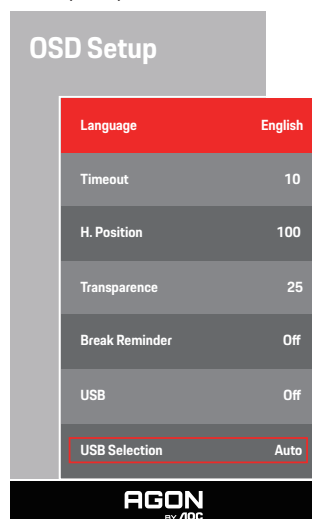 OSD Setup
Language English
Timeout 10
H. Position 100
Transparence 25
Break Reminder Off
USB Off
USB Selection Auto
AGON
BY AOC